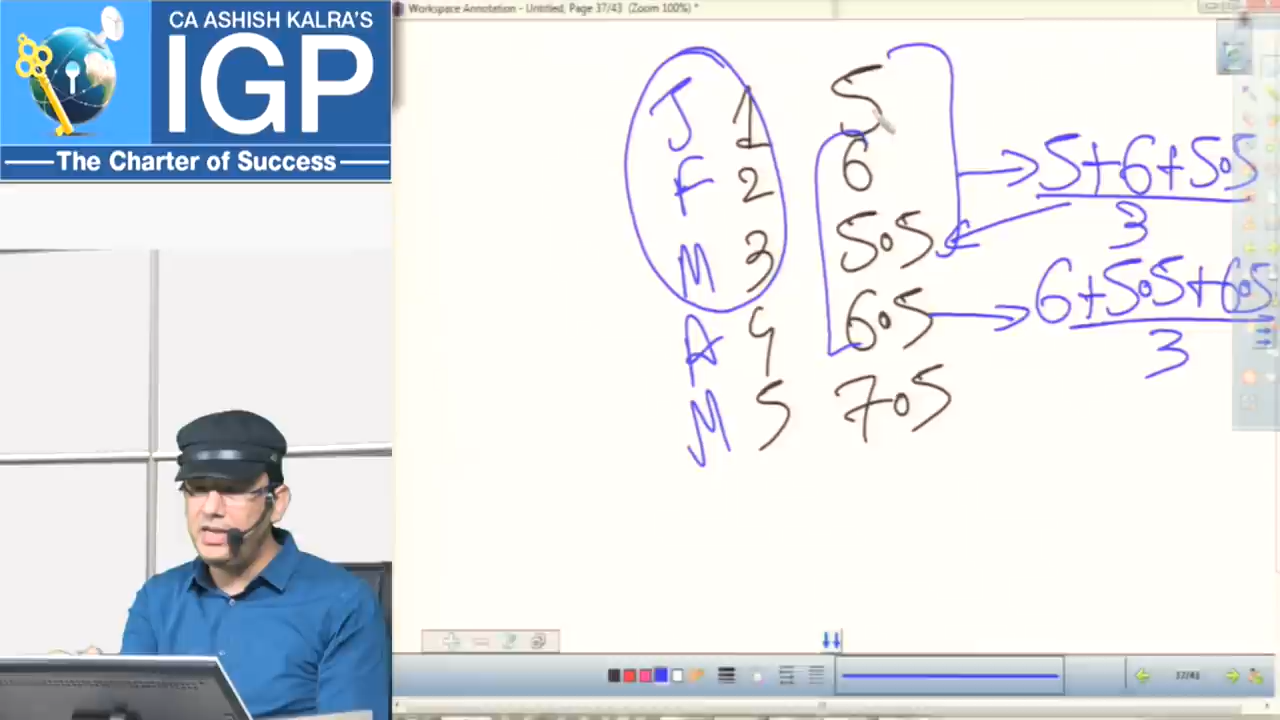 Workspace Annotation - Untitled, Page 37/43 (Zoom 100%) *
CA ASHISH KALRA'S
IGP
The Charter of Success
J 1 5
F 2 6
M 3 5.5
A 4 6.5
M 5 7.5
5+6+5.5
3
6+5.5+6.5
3
37/43